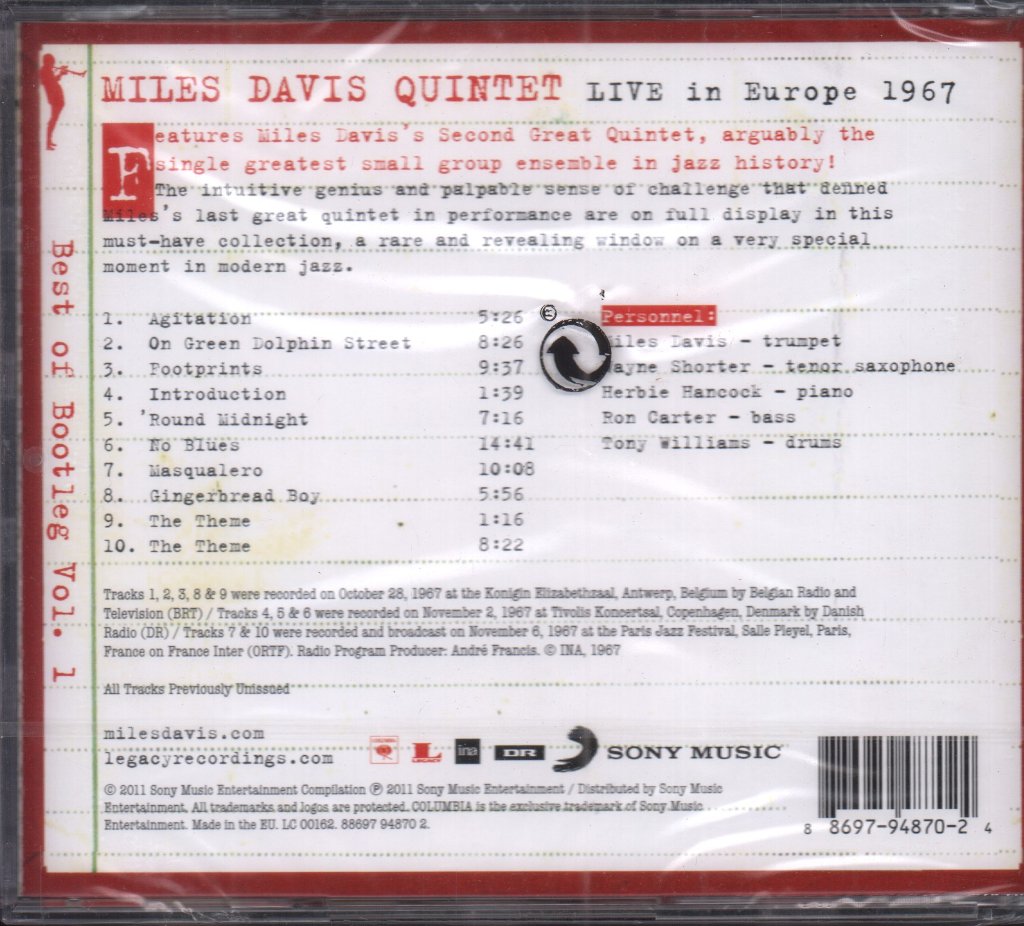 MILES DAVIS QUINTET LIVE in Europe 1967
Features Miles Davis's Second Great Quintet, arguably the
single greatest small group ensemble in jazz history!
The intuitive genius and palpable sense of challenge that defined
Miles's last great quintet in performance are on full display in this
must-have collection, a rare and revealing window on a very special
moment in modern jazz.
Best of Bootleg Vol. 1
1. Agitation 5:26
2. On Green Dolphin Street 8:26
3. Footprints 9:37
4. Introduction 1:39
5. 'Round Midnight 7:16
6. No Blues 14:41
7. Masqualero 10:08
8. Gingerbread Boy 5:56
9. The Theme 1:16
10. The Theme 8:22
Personnel:
Miles Davis – trumpet
Wayne Shorter – tenor saxophone
Herbie Hancock – piano
Ron Carter – bass
Tony Williams – drums
Tracks 1, 2, 3, 8 & 9 were recorded on October 28, 1967 at the Konigin Elizabethzaal, Antwerp, Belgium by Belgian Radio and
Television (BRT) / Tracks 4, 5 & 6 were recorded on November 2, 1967 at Tivolis Koncertsal, Copenhagen, Denmark by Danish
Radio (DR) / Tracks 7 & 10 were recorded and broadcast on November 6, 1967 at the Paris Jazz Festival, Salle Pleyel, Paris,
France on France Inter (ORTF). Radio Program Producer: André Francis. © INA, 1967
All Tracks Previously Unissued
milesdavis.com
legacyrecordings.com
COLUMBIA
L LEGACY
ina
DR
SONY MUSIC
© 2011 Sony Music Entertainment Compilation ℗ 2011 Sony Music Entertainment / Distributed by Sony Music
Entertainment. All trademarks and logos are protected. COLUMBIA is the exclusive trademark of Sony Music
Entertainment. Made in the EU. LC 00162. 88697 94870 2.
8 8697-94870-2 4